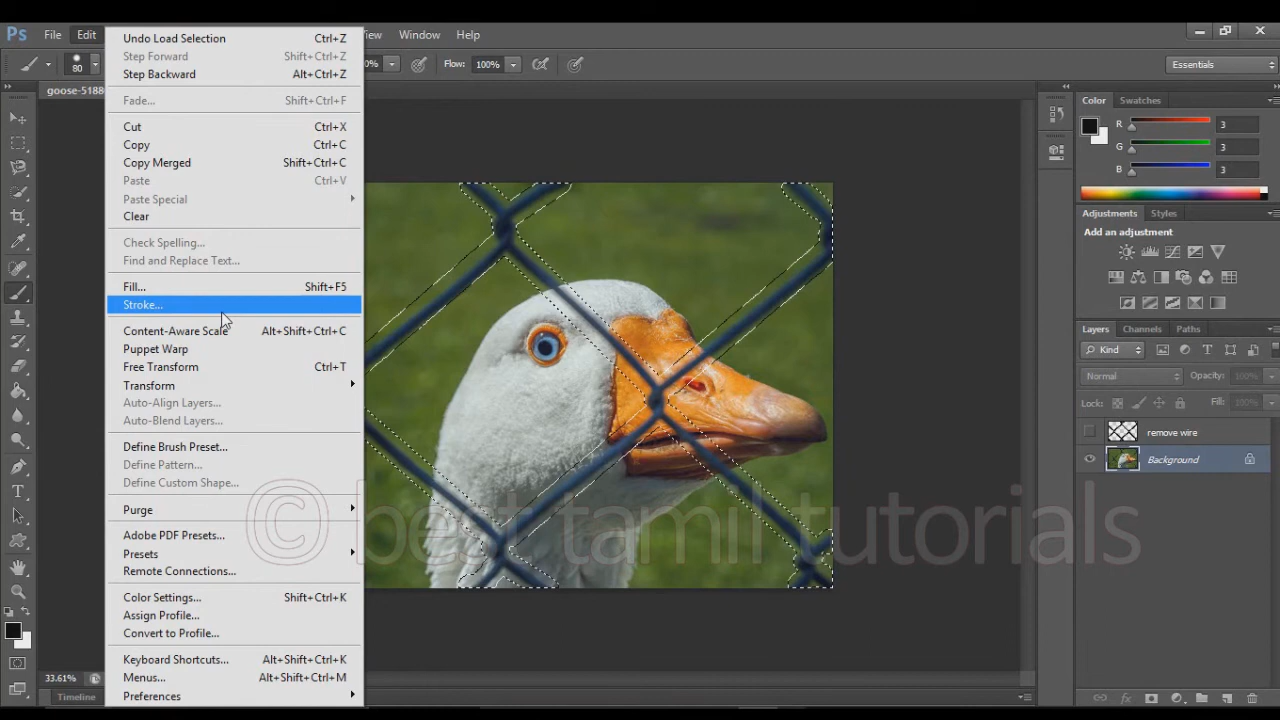 Ps File Edit View Window Help
80 0% Flow: 100% Essentials
goose-5188
Undo Load Selection Ctrl+Z
Step Forward Shift+Ctrl+Z
Step Backward Alt+Ctrl+Z
Fade... Shift+Ctrl+F
Cut Ctrl+X
Copy Ctrl+C
Copy Merged Shift+Ctrl+C
Paste Ctrl+V
Paste Special
Clear
Check Spelling...
Find and Replace Text...
Fill... Shift+F5
Stroke...
Content-Aware Scale Alt+Shift+Ctrl+C
Puppet Warp
Free Transform Ctrl+T
Transform
Auto-Align Layers...
Auto-Blend Layers...
Define Brush Preset...
Define Pattern...
Define Custom Shape...
Purge
Adobe PDF Presets...
Presets
Remote Connections...
Color Settings... Shift+Ctrl+K
Assign Profile...
Convert to Profile...
Keyboard Shortcuts... Alt+Shift+Ctrl+K
Menus... Alt+Shift+Ctrl+M
Preferences
Color Swatches
R 3
G 3
B 3
Adjustments Styles
Add an adjustment
Layers Channels Paths
Kind
Normal Opacity: 100%
Lock: Fill: 100%
remove wire
Background
© best tamil tutorials
33.61%
Timeline